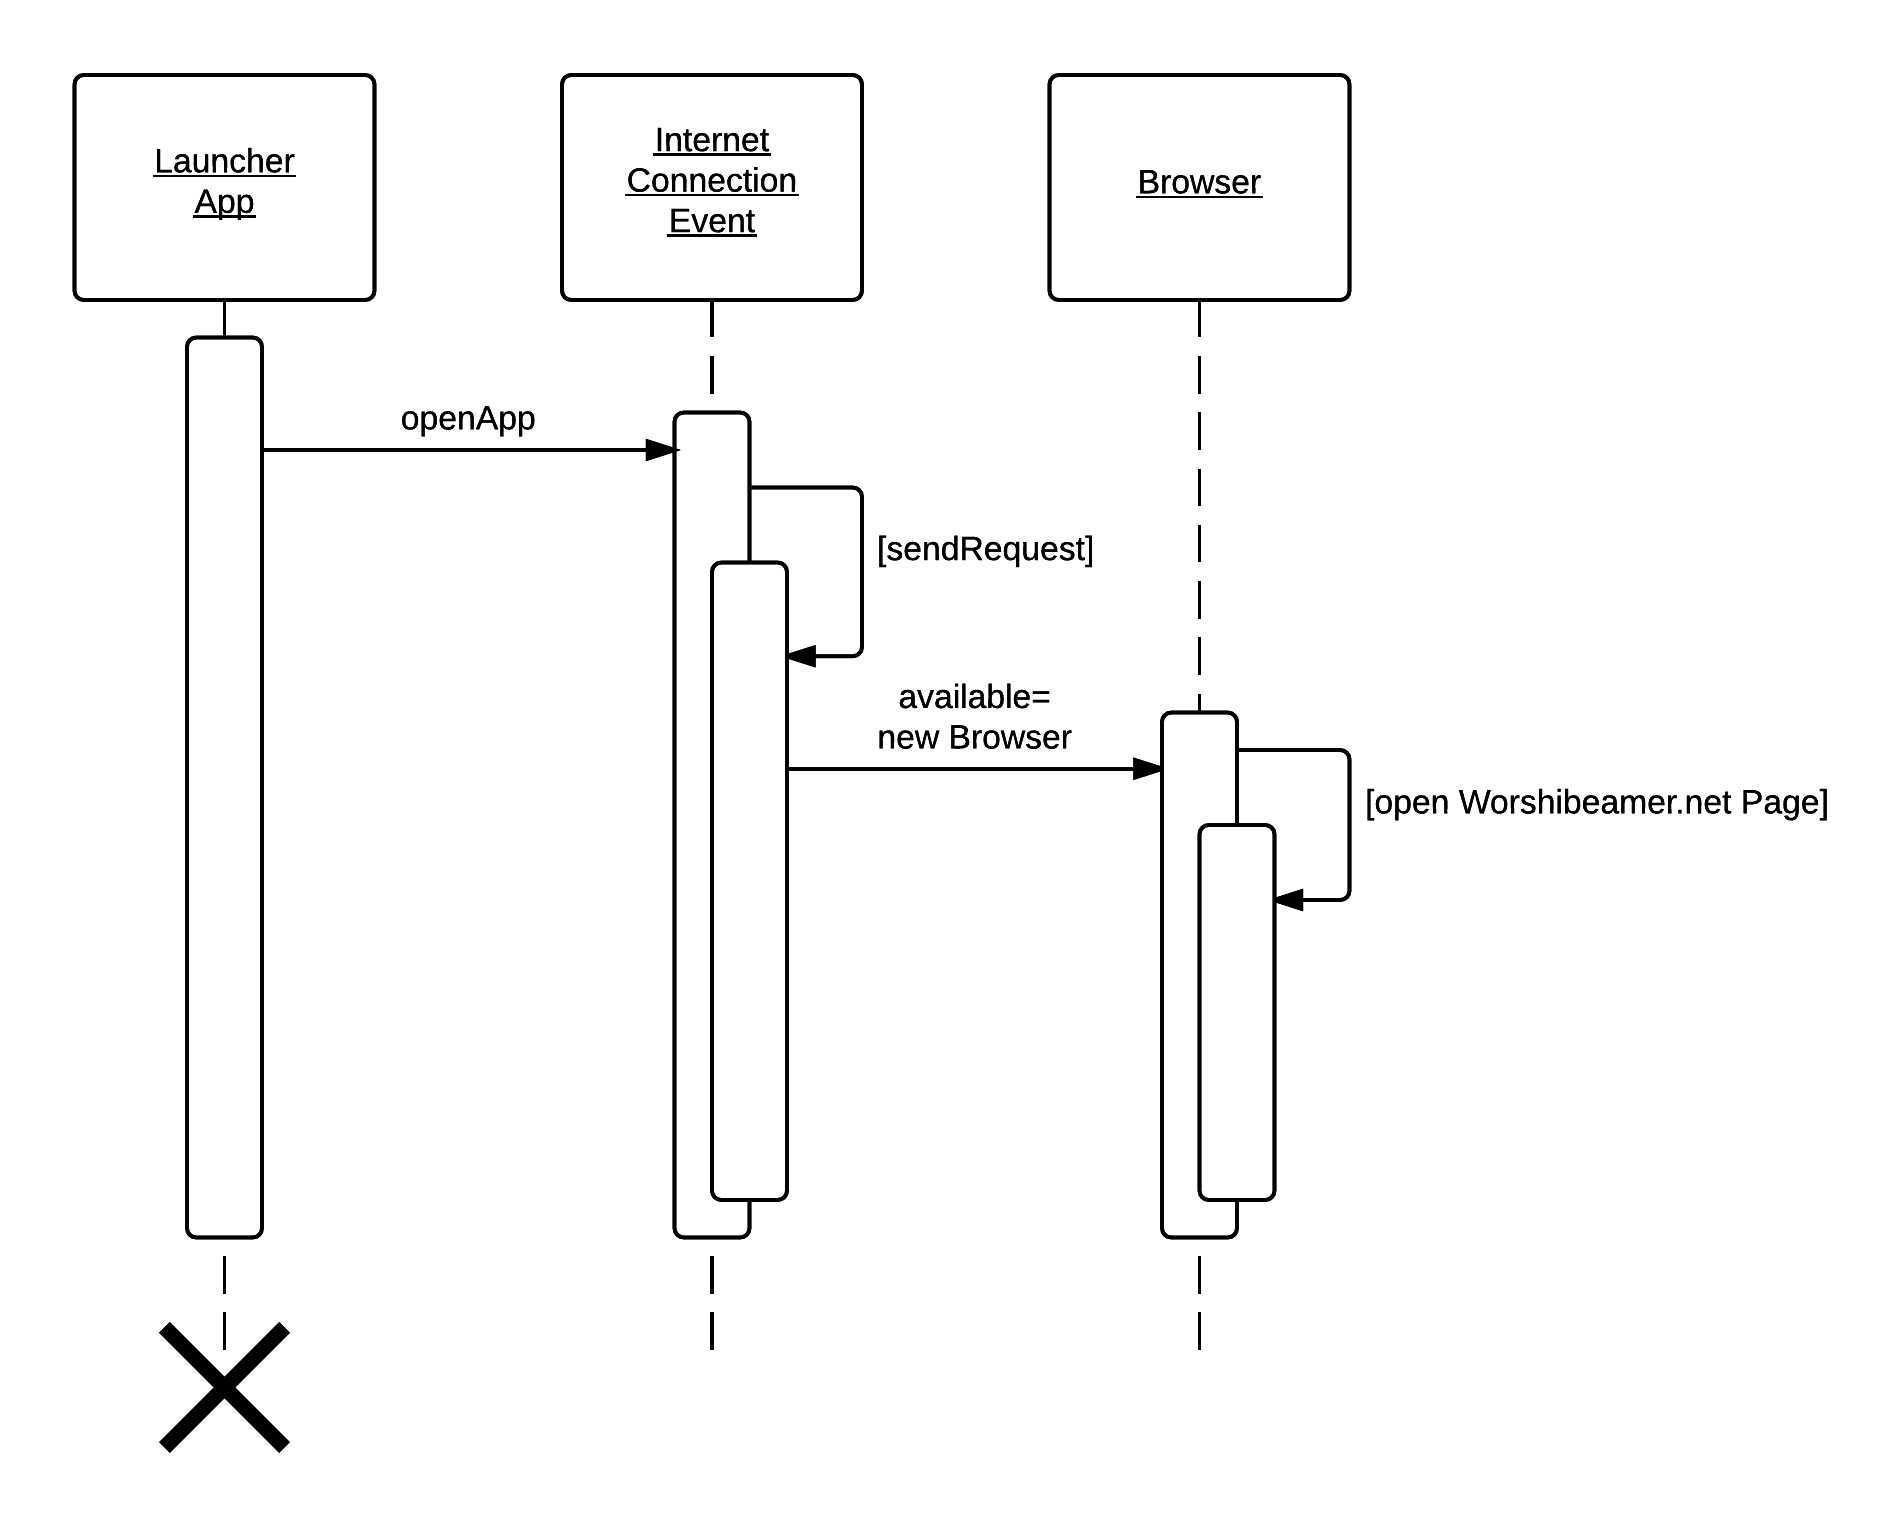 Launcher
App
Internet
Connection
Event
Browser
openApp
[sendRequest]
available=
new Browser
[open Worshibeamer.net Page]